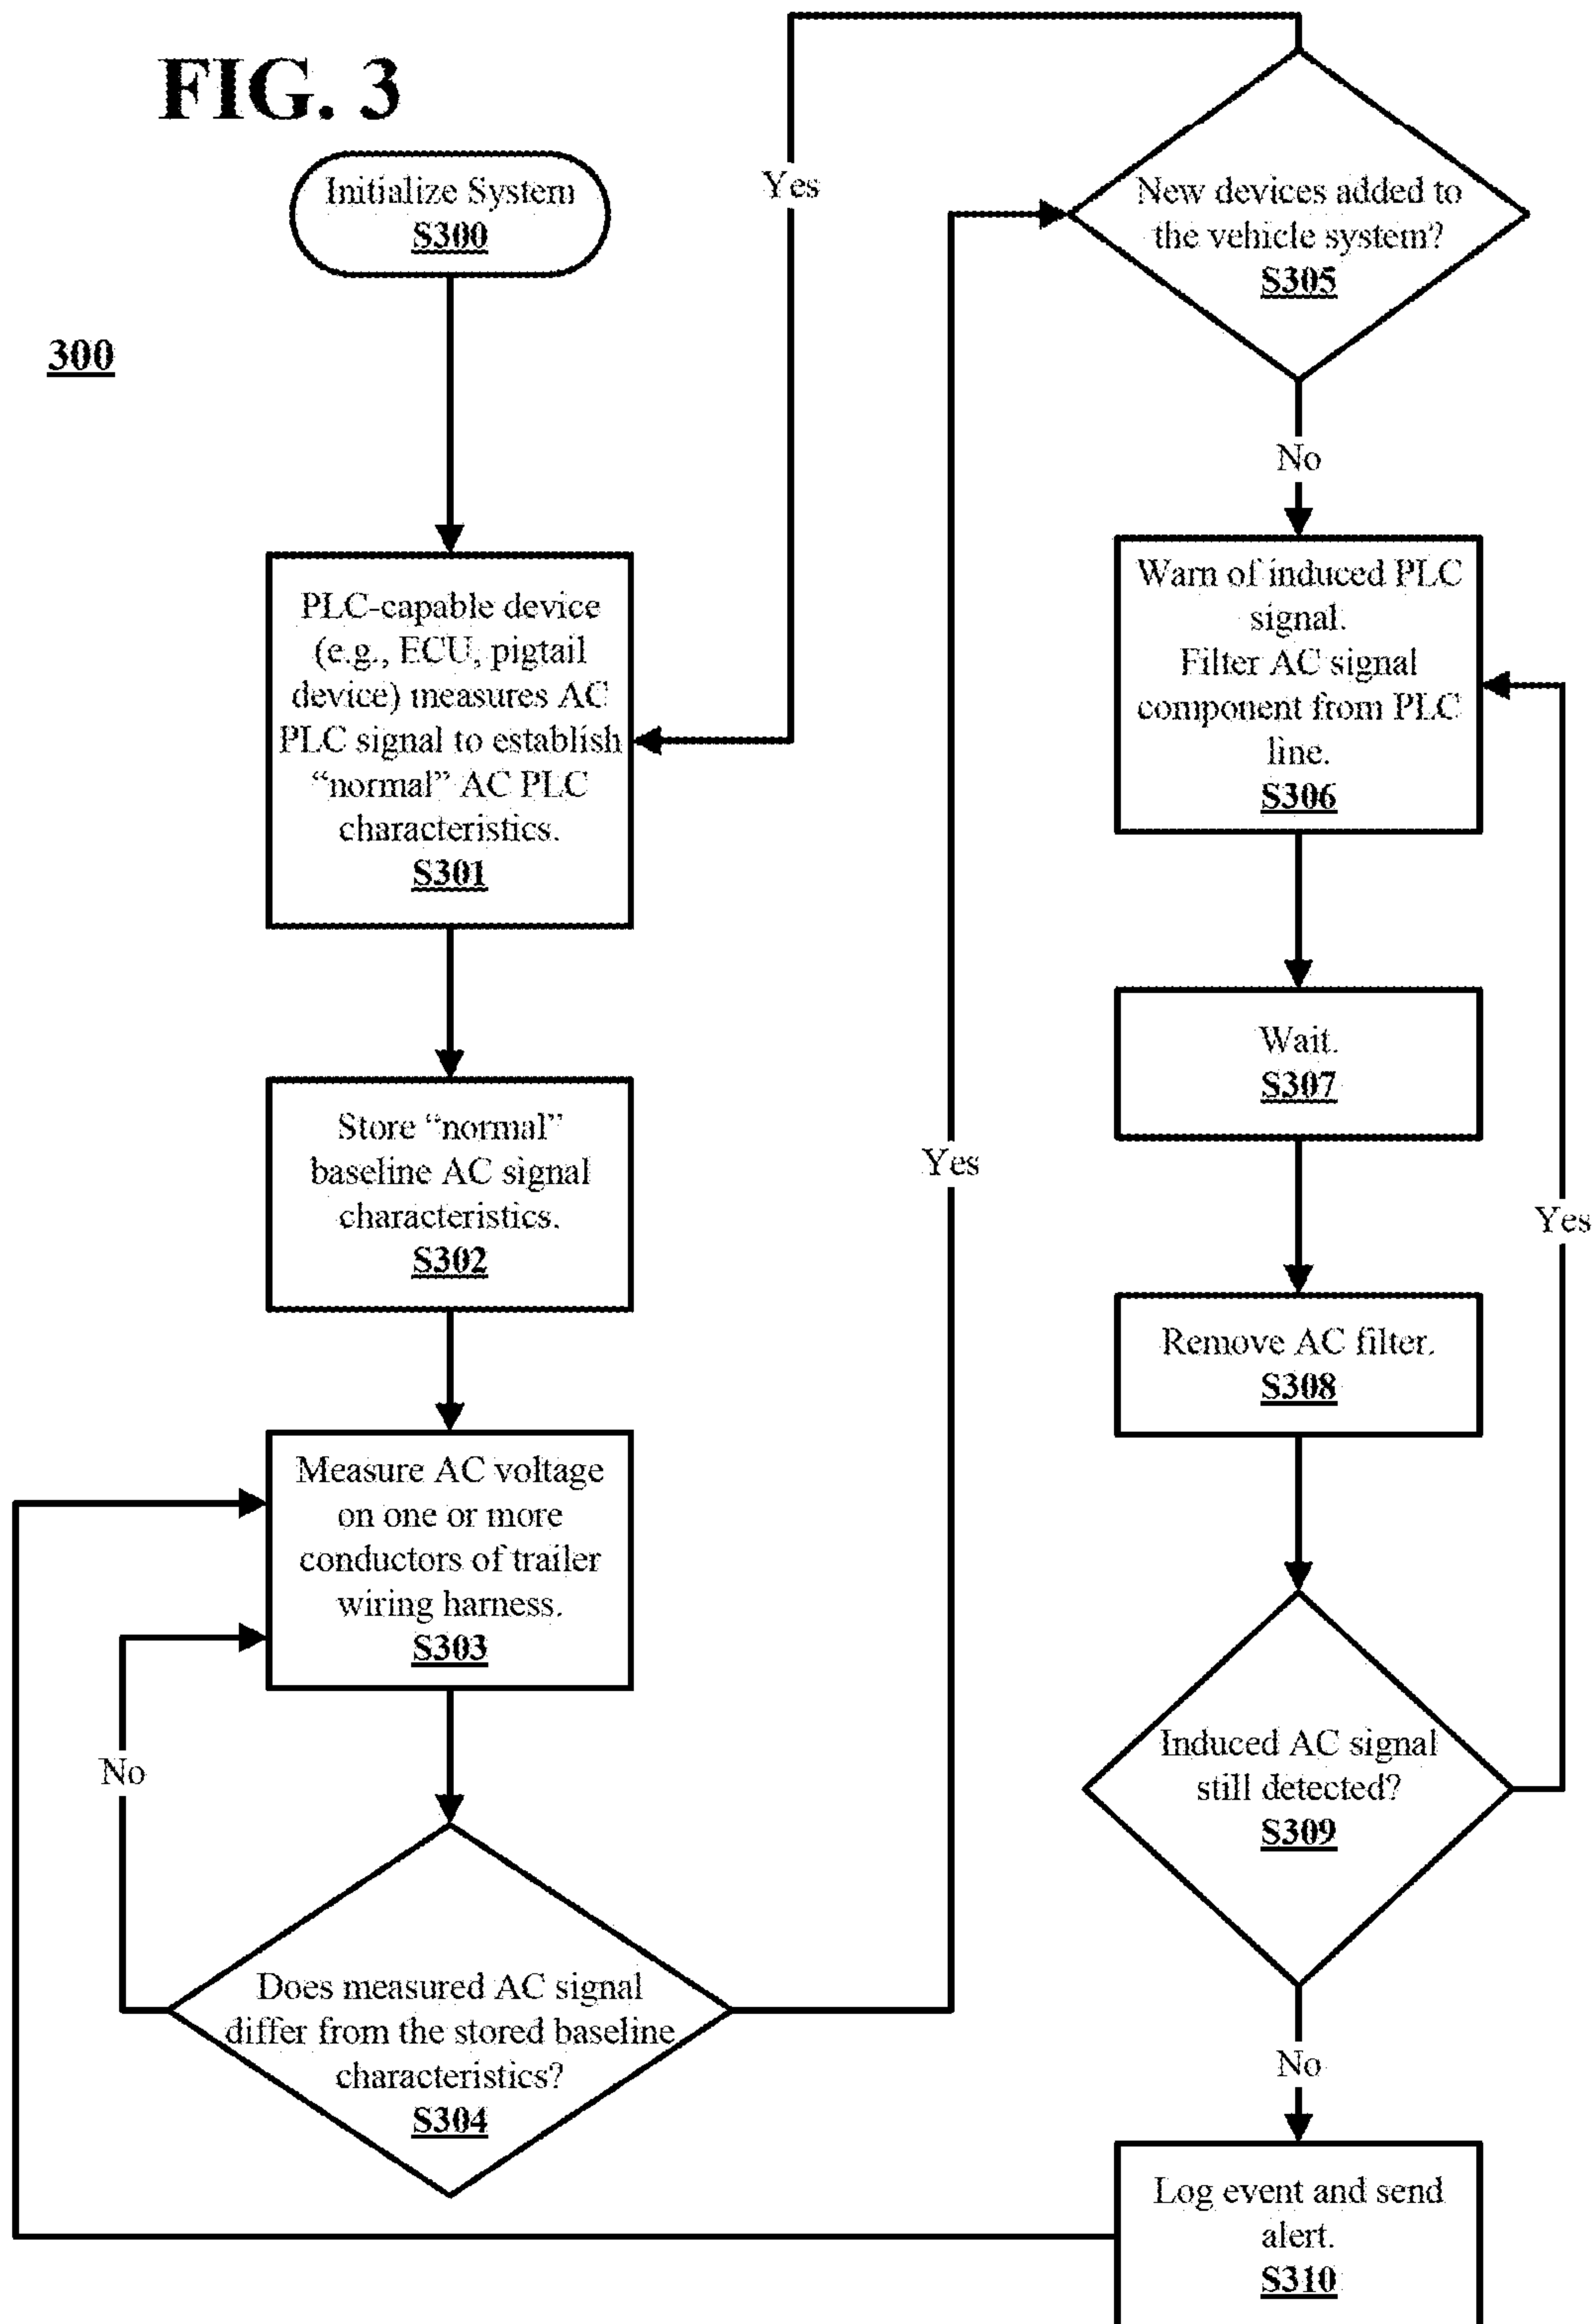 FIG. 3
300
Initialize System
S300
PLC-capable device
(e.g., ECU, pigtail
device) measures AC
PLC signal to establish
“normal” AC PLC
characteristics.
S301
Store “normal”
baseline AC signal
characteristics.
S302
Measure AC voltage
on one or more
conductors of trailer
wiring harness.
S303
No
Does measured AC signal
differ from the stored baseline
characteristics?
S304
Yes
Yes
New devices added to
the vehicle system?
S305
No
Warn of induced PLC
signal.
Filter AC signal
component from PLC
line.
S306
Wait.
S307
Remove AC filter.
S308
Induced AC signal
still detected?
S309
Yes
No
Log event and send
alert.
S310